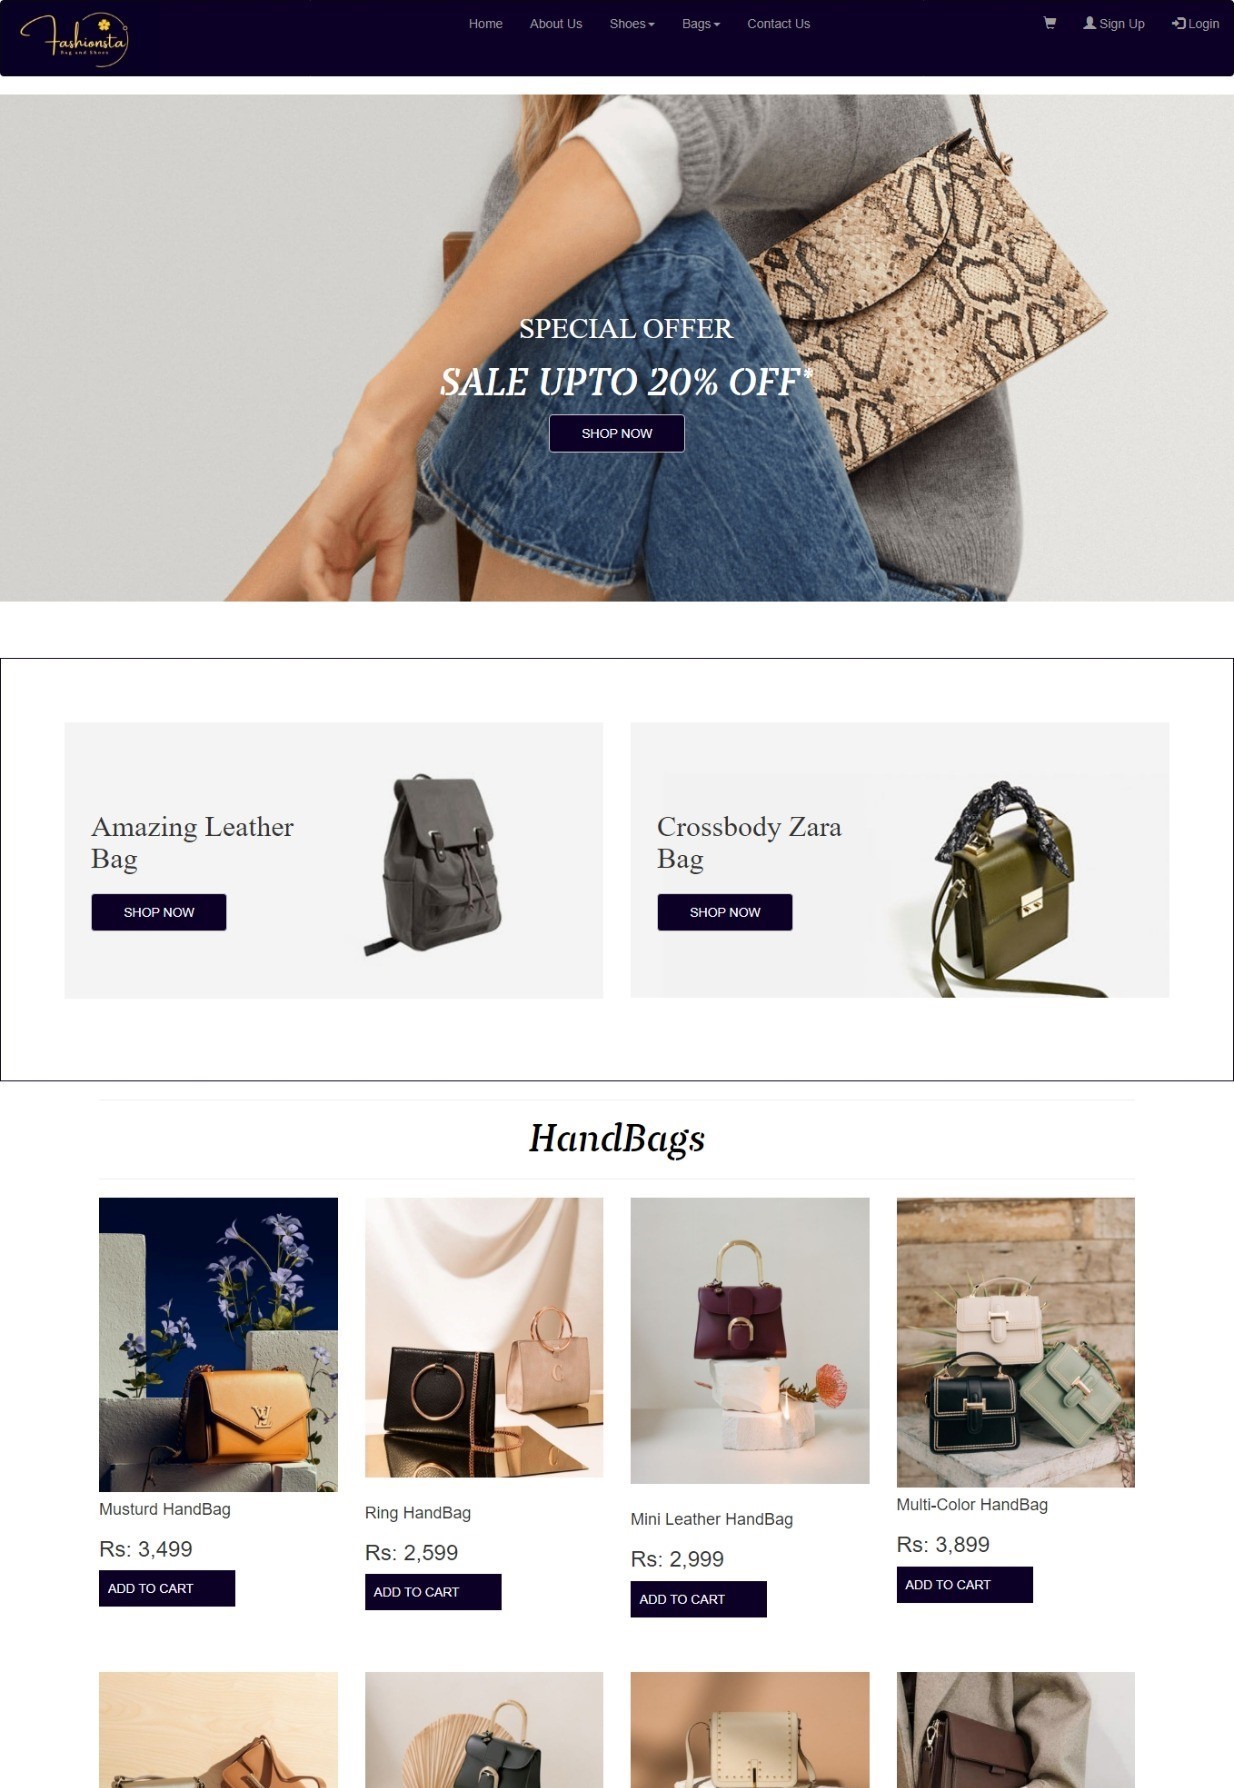 Fashionsta
Bag and Shoes
Home About Us Shoes Bags Contact Us Sign Up Login
SPECIAL OFFER
SALE UPTO 20% OFF*
SHOP NOW
Amazing Leather
Bag
SHOP NOW
Crossbody Zara
Bag
SHOP NOW
HandBags
LV
C
Musturd HandBag
Rs: 3,499
ADD TO CART
Ring HandBag
Rs: 2,599
ADD TO CART
Mini Leather HandBag
Rs: 2,999
ADD TO CART
Multi-Color HandBag
Rs: 3,899
ADD TO CART